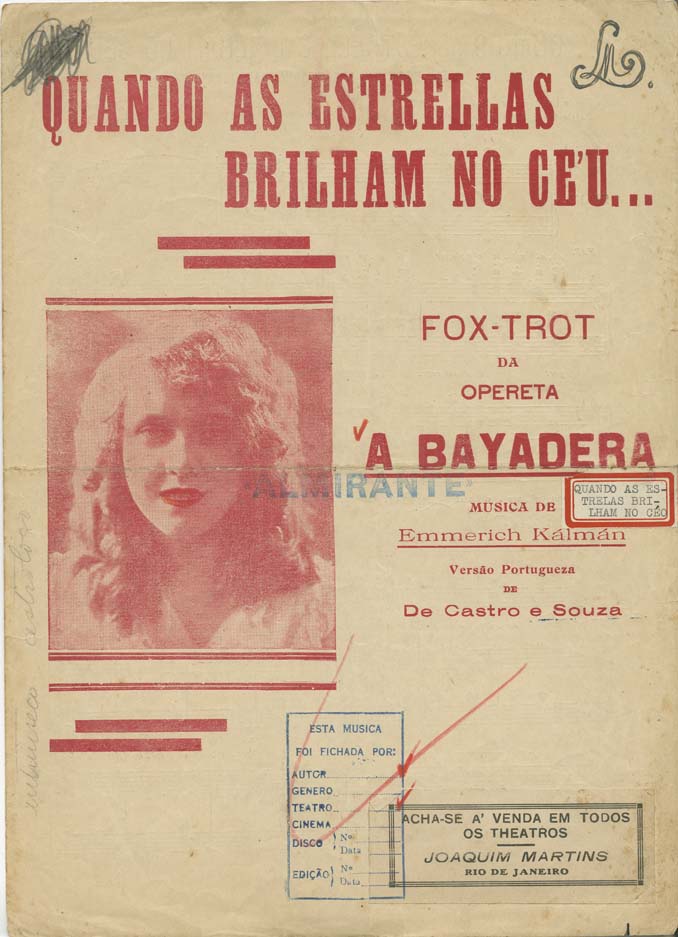 QUANDO AS ESTRELLAS
BRILHAM NO CE'U...
FOX-TROT
DA
OPERETA
A BAYADERA
"ALMIRANTE"
QUANDO AS ES-
TRELAS BRI-
LHAM NO CÉO
MÚSICA DE
Emmerich Kálmán
Versão Portugueza
DE
De Castro e Souza
ESTA MUSICA
FOI FICHADA POR:
AUTOR
GENERO
TEATRO
CINEMA
DISCO } Nº
Data
EDIÇÃO } Nº
Data
ACHA-SE A' VENDA EM TODOS
OS THEATROS
JOAQUIM MARTINS
RIO DE JANEIRO